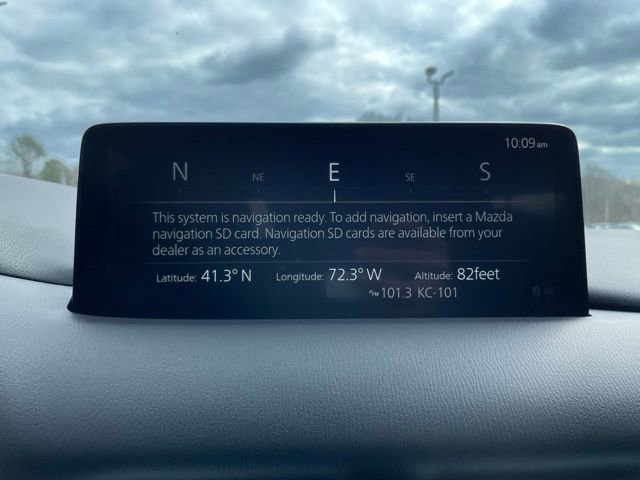 10:09am
N NE E SE S
This system is navigation ready. To add navigation, insert a Mazda
navigation SD card. Navigation SD cards are available from your
dealer as an accessory.
Latitude: 41.3° N Longitude: 72.3° W Altitude: 82feet
FM 101.3 KC-101